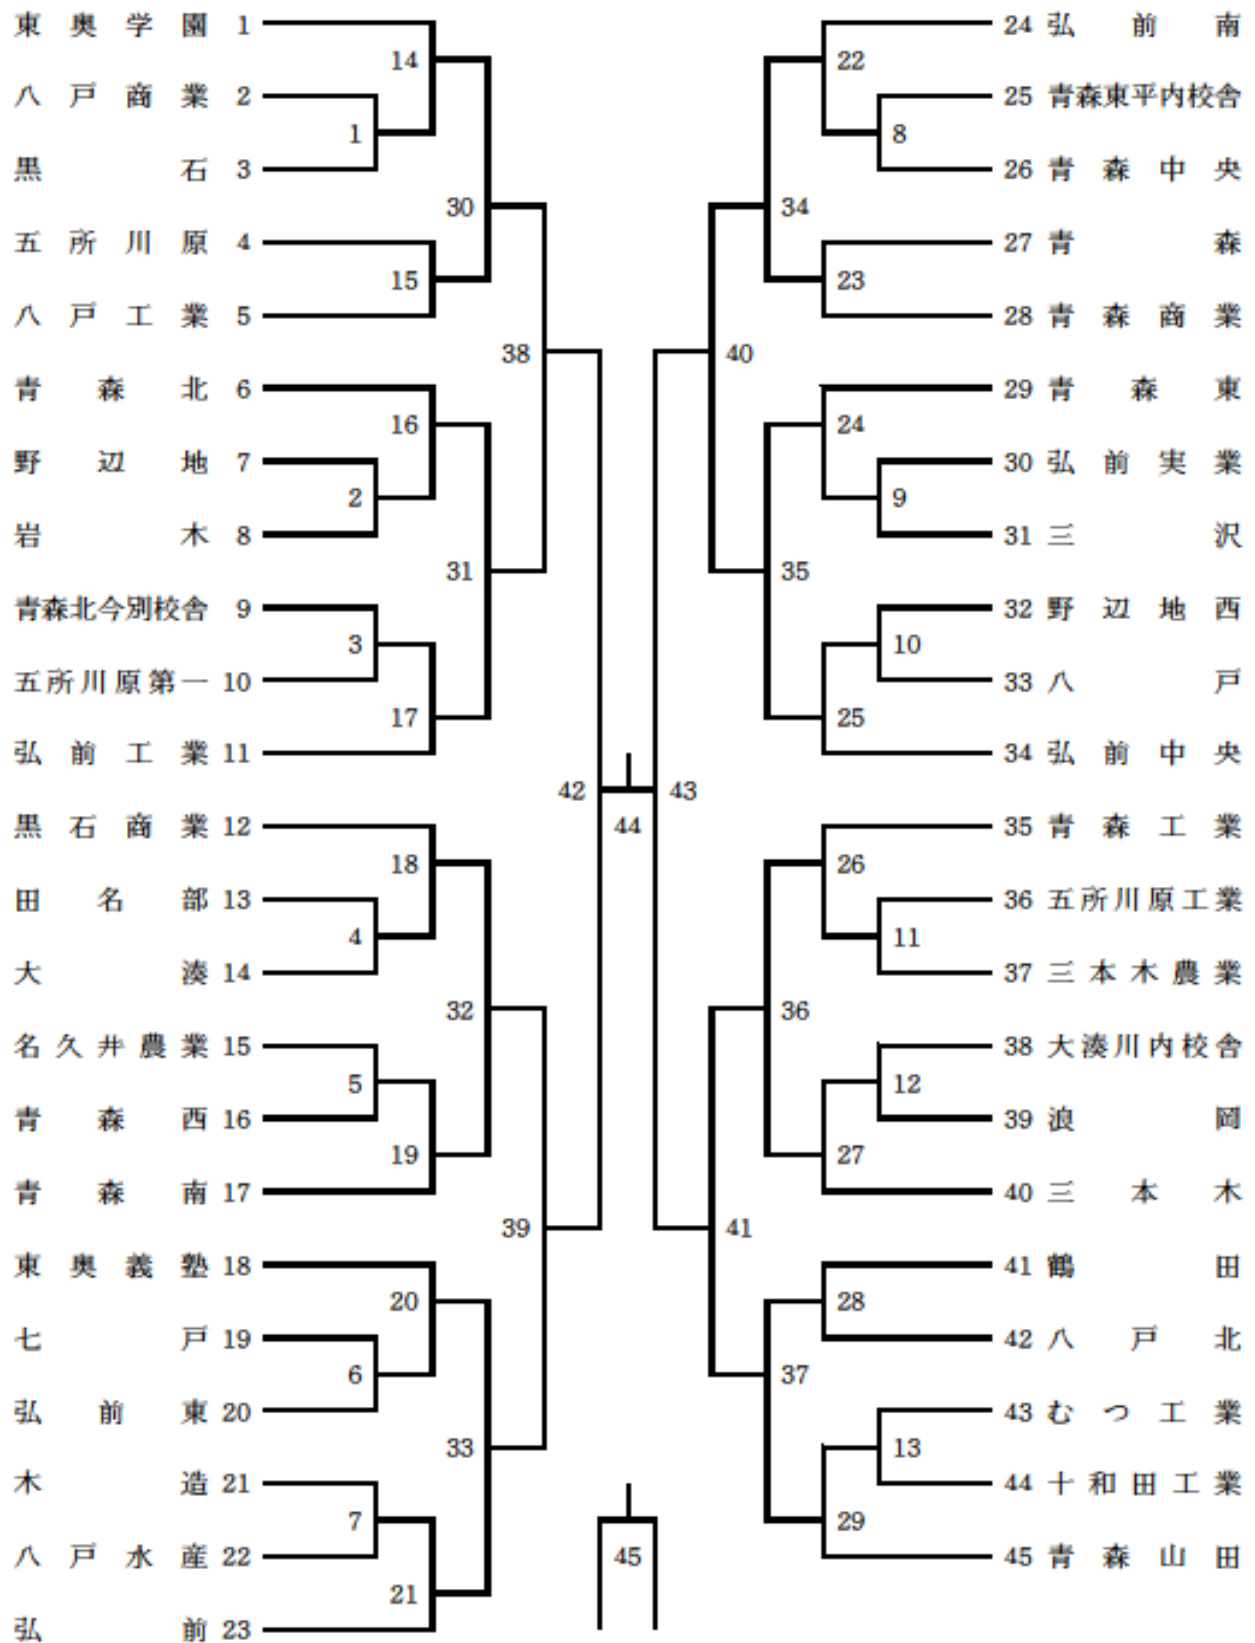 東奥学園 1
八戸商業 2
黒石 3
五所川原 4
八戸工業 5
青森北 6
野辺地 7
岩木 8
青森北今別校舎 9
五所川原第一 10
弘前工業 11
黒石商業 12
田名部 13
大湊 14
名久井農業 15
青森西 16
青森南 17
東奥義塾 18
七戸 19
弘前東 20
木造 21
八戸水産 22
弘前 23
14
1
30
15
38
16
2
31
3
17
42
18
4
32
5
19
39
20
6
33
7
21
44
45
24 弘前南
25 青森東平内校舎
26 青森中央
27 青森
28 青森商業
29 青森東
30 弘前実業
31 三沢
32 野辺地西
33 八戸
34 弘前中央
35 青森工業
36 五所川原工業
37 三本木農業
38 大湊川内校舎
39 浪岡
40 三本木
41 鶴田
42 八戸北
43 むつ工業
44 十和田工業
45 青森山田
22
8
34
23
40
24
9
35
10
25
43
26
11
36
12
27
41
28
37
13
29